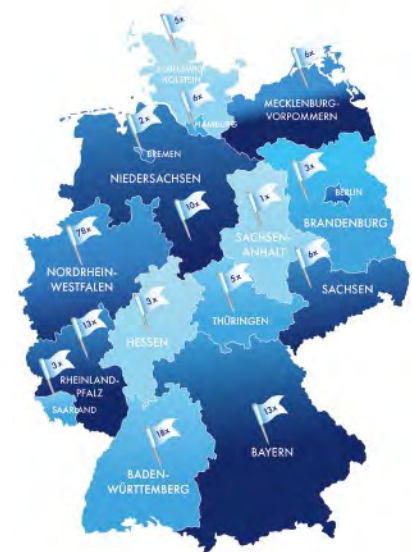 5x
SCHLESWIG-
HOLSTEIN
6x
HAMBURG
6x
MECKLENBURG-
VORPOMMERN
2x
BREMEN
NIEDERSACHSEN
10x
3x
BERLIN
BRANDENBURG
1x
SACHSEN-
ANHALT
NORDRHEIN-
WESTFALEN
6x
SACHSEN
5x
THÜRINGEN
3x
HESSEN
13x
3x
RHEINLAND-
PFALZ
SAARLAND
18x
BADEN-
WÜRTTEMBERG
13x
BAYERN